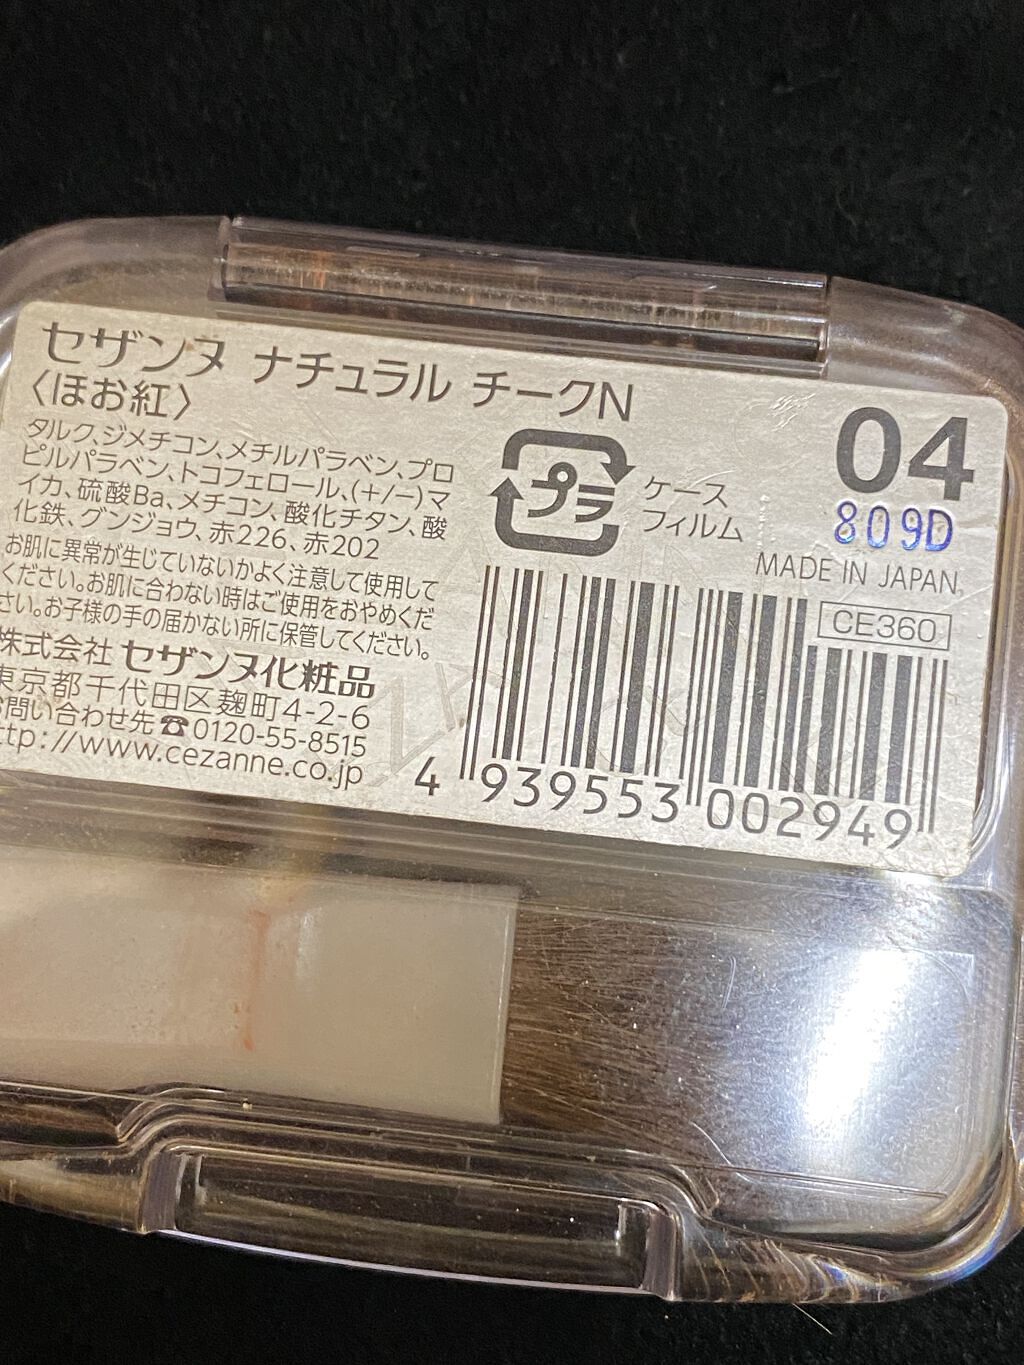 セザンヌ ナチュラル チークN
〈ほお紅〉
タルク、ジメチコン、メチルパラベン、プロ
ピルパラベン、トコフェロール、(+/−)マ
イカ、硫酸Ba、メチコン、酸化チタン、酸
化鉄、グンジョウ、赤226、赤202
お肌に異常が生じていないかよく注意して使用して
ください。お肌に合わない時はご使用をおやめくだ
さい。お子様の手の届かない所に保管してください。
株式会社 セザンヌ化粧品
東京都千代田区麹町4-2-6
お問い合わせ先☎0120-55-8515
ttp://www.cezanne.co.jp
プラ
ケース
フィルム
04
809D
MADE IN JAPAN
CE360
4 939553 002949